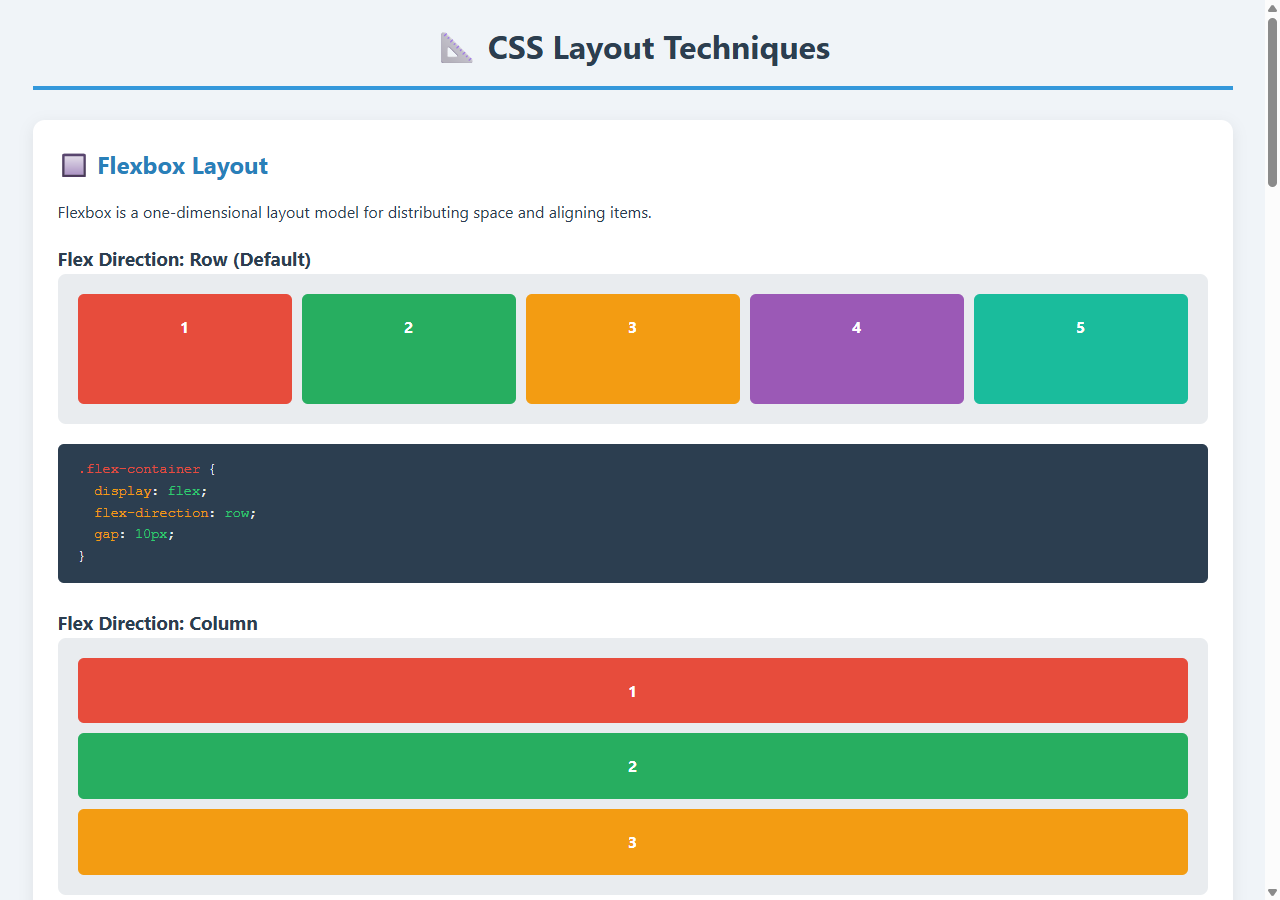 📐 CSS Layout Techniques
🔲 Flexbox Layout
Flexbox is a one-dimensional layout model for distributing space and aligning items.
Flex Direction: Row (Default)
1 2 3 4 5
.flex-container {
  display: flex;
  flex-direction: row;
  gap: 10px;
}
Flex Direction: Column
1
2
3